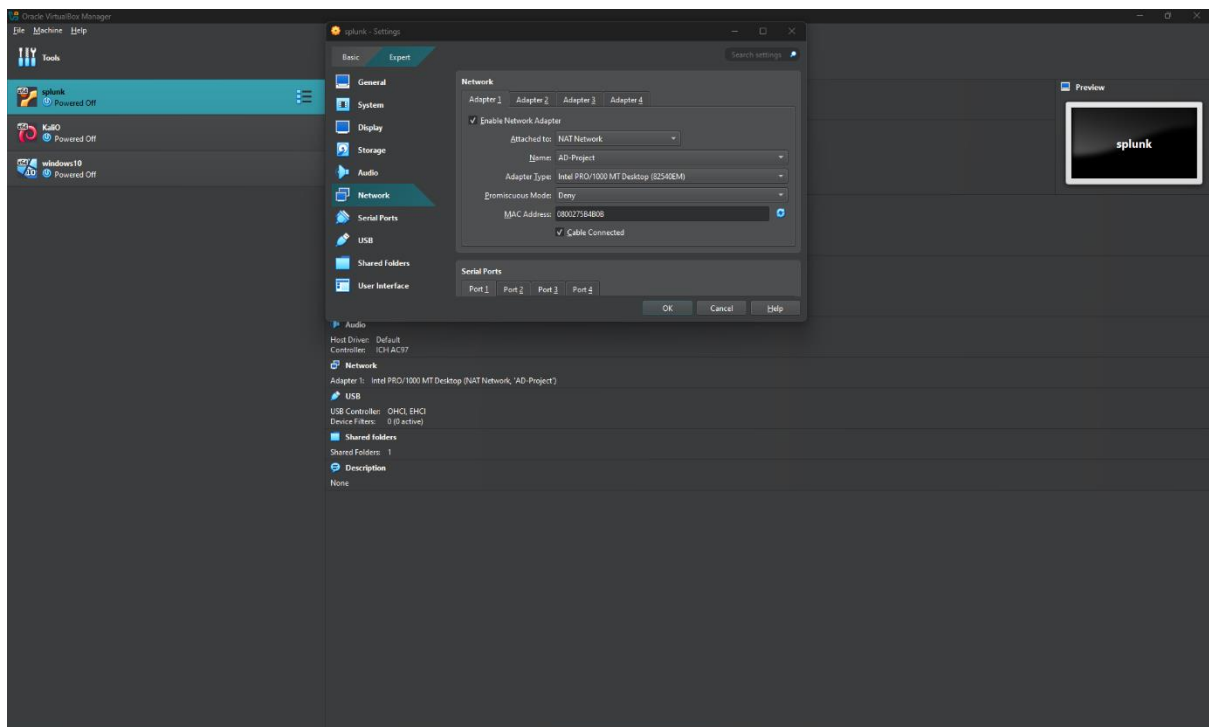 Oracle VirtualBox Manager
File Machine Help
Tools
splunk
Powered Off
KaliO
Powered Off
windows10
Powered Off
splunk - Settings
Basic Expert
Search settings
General
System
Display
Storage
Audio
Network
Serial Ports
USB
Shared Folders
User Interface
Network
Adapter 1 Adapter 2 Adapter 3 Adapter 4
Enable Network Adapter
Attached to: NAT Network
Name: AD-Project
Adapter Type: Intel PRO/1000 MT Desktop (82540EM)
Promiscuous Mode: Deny
MAC Address: 0800275B4B0B
Cable Connected
Serial Ports
Port 1 Port 2 Port 3 Port 4
OK Cancel Help
Preview
splunk
Audio
Host Driver: Default
Controller: ICH AC97
Network
Adapter 1: Intel PRO/1000 MT Desktop (NAT Network, 'AD-Project')
USB
USB Controller: OHCI, EHCI
Device Filters: 0 (0 active)
Shared folders
Shared Folders: 1
Description
None